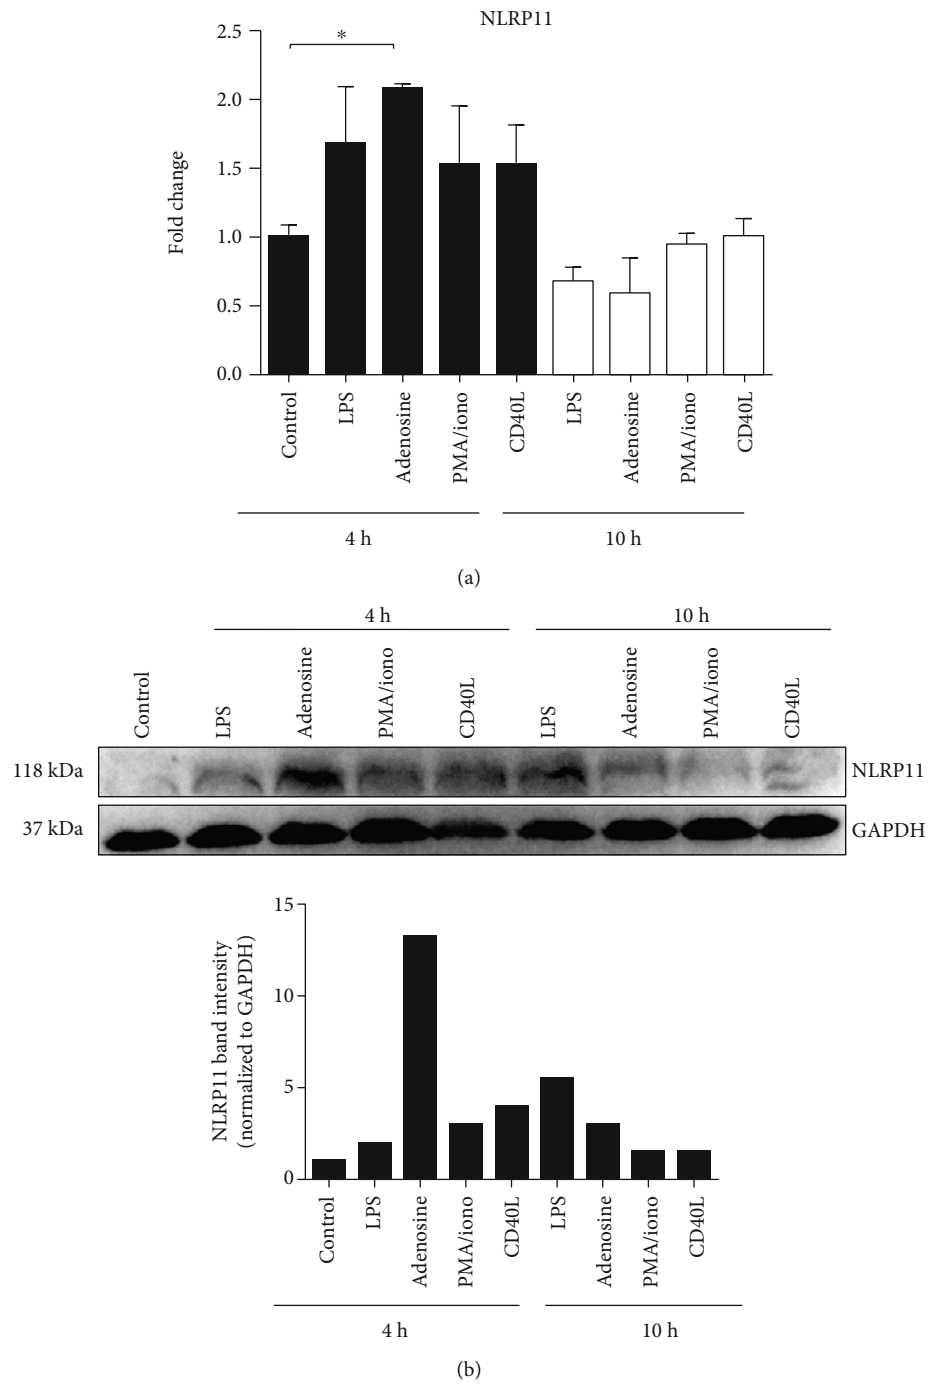 NLRP11
*
2.5
2.0
1.5
1.0
0.5
0.0
Fold change
Control
LPS
Adenosine
PMA/iono
CD40L
LPS
Adenosine
PMA/iono
CD40L
4 h
10 h
(a)
4 h
10 h
Control
LPS
Adenosine
PMA/iono
CD40L
LPS
Adenosine
PMA/iono
CD40L
118 kDa
NLRP11
37 kDa
GAPDH
15
10
5
0
NLRP11 band intensity
(normalized to GAPDH)
Control
LPS
Adenosine
PMA/iono
CD40L
LPS
Adenosine
PMA/iono
CD40L
4 h
10 h
(b)